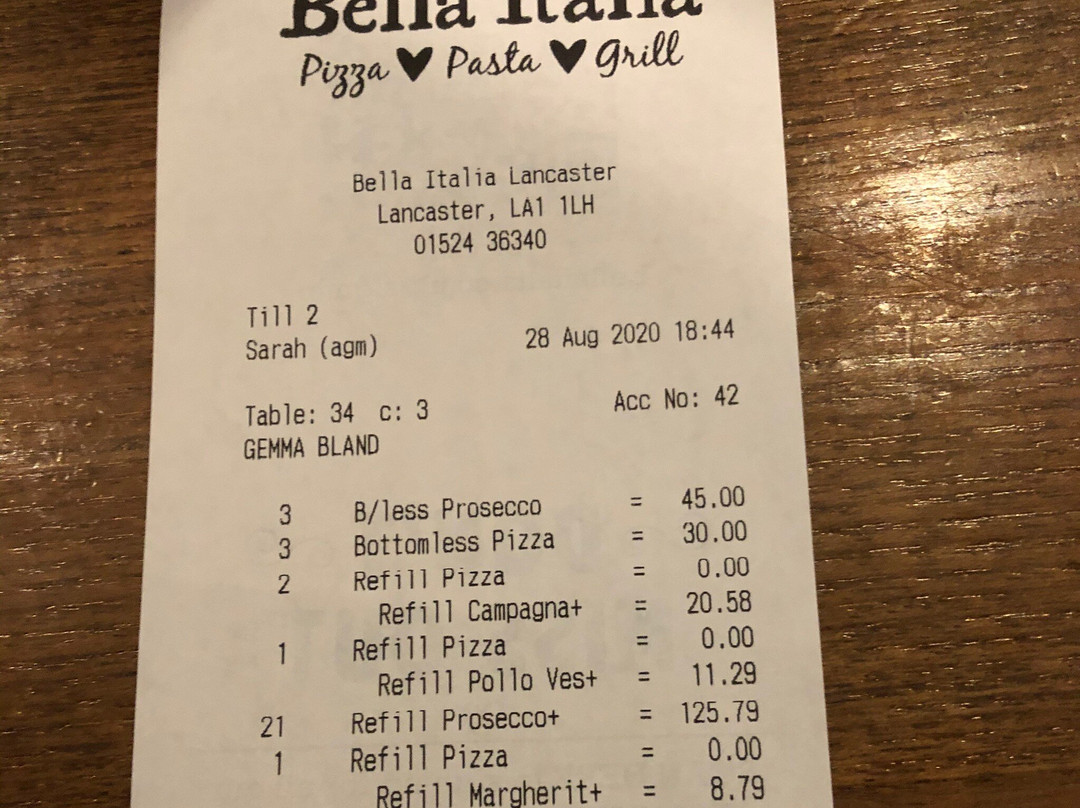 Bella Italia
Pizza ♥ Pasta ♥ Grill
Bella Italia Lancaster
Lancaster, LA1 1LH
01524 36340
Till 2
Sarah (agm) 28 Aug 2020 18:44
Table: 34 c: 3 Acc No: 42
GEMMA BLAND
3 B/less Prosecco = 45.00
3 Bottomless Pizza = 30.00
2 Refill Pizza = 0.00
Refill Campagna+ = 20.58
1 Refill Pizza = 0.00
Refill Pollo Ves+ = 11.29
21 Refill Prosecco+ = 125.79
1 Refill Pizza = 0.00
Refill Margherit+ = 8.79